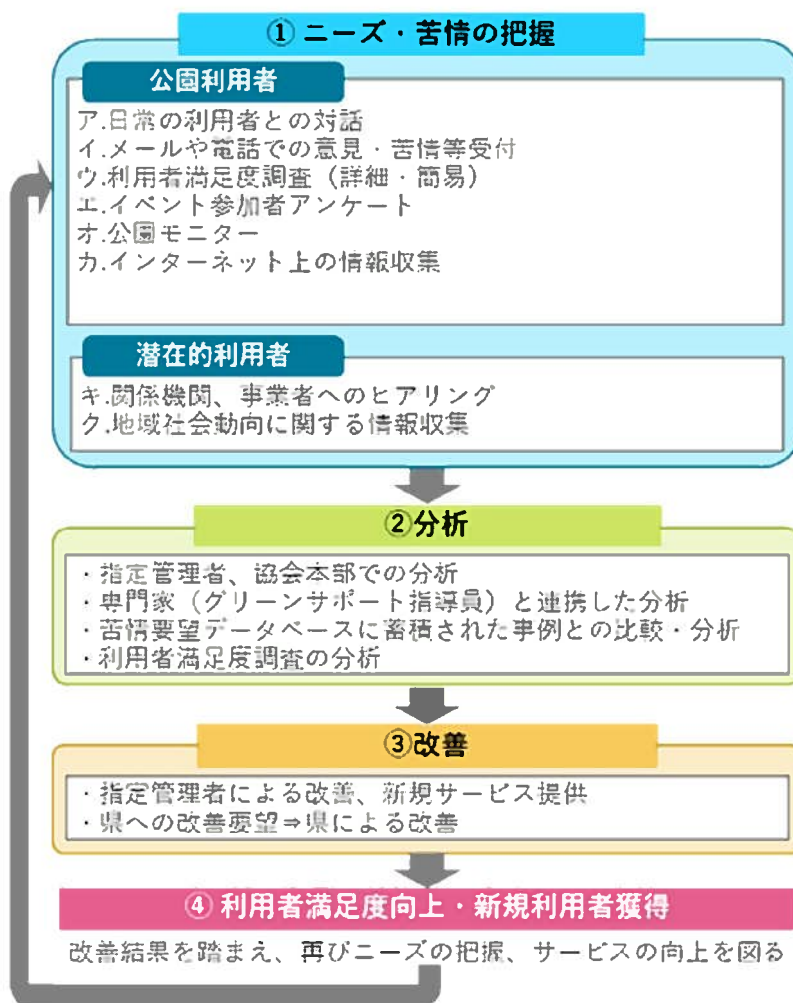 ① ニーズ・苦情の把握
公園利用者
ア.日常の利用者との対話
イ.メールや電話での意見・苦情等受付
ウ.利用者満足度調査（詳細・簡易）
エ.イベント参加者アンケート
オ.公園モニター
カ.インターネット上の情報収集
潜在的利用者
キ.関係機関、事業者へのヒアリング
ク.地域社会動向に関する情報収集
②分析
・指定管理者、協会本部での分析
・専門家（グリーンサポート指導員）と連携した分析
・苦情要望データベースに蓄積された事例との比較・分析
・利用者満足度調査の分析
③改善
・指定管理者による改善、新規サービス提供
・県への改善要望⇒県による改善
④ 利用者満足度向上・新規利用者獲得
改善結果を踏まえ、再びニーズの把握、サービスの向上を図る